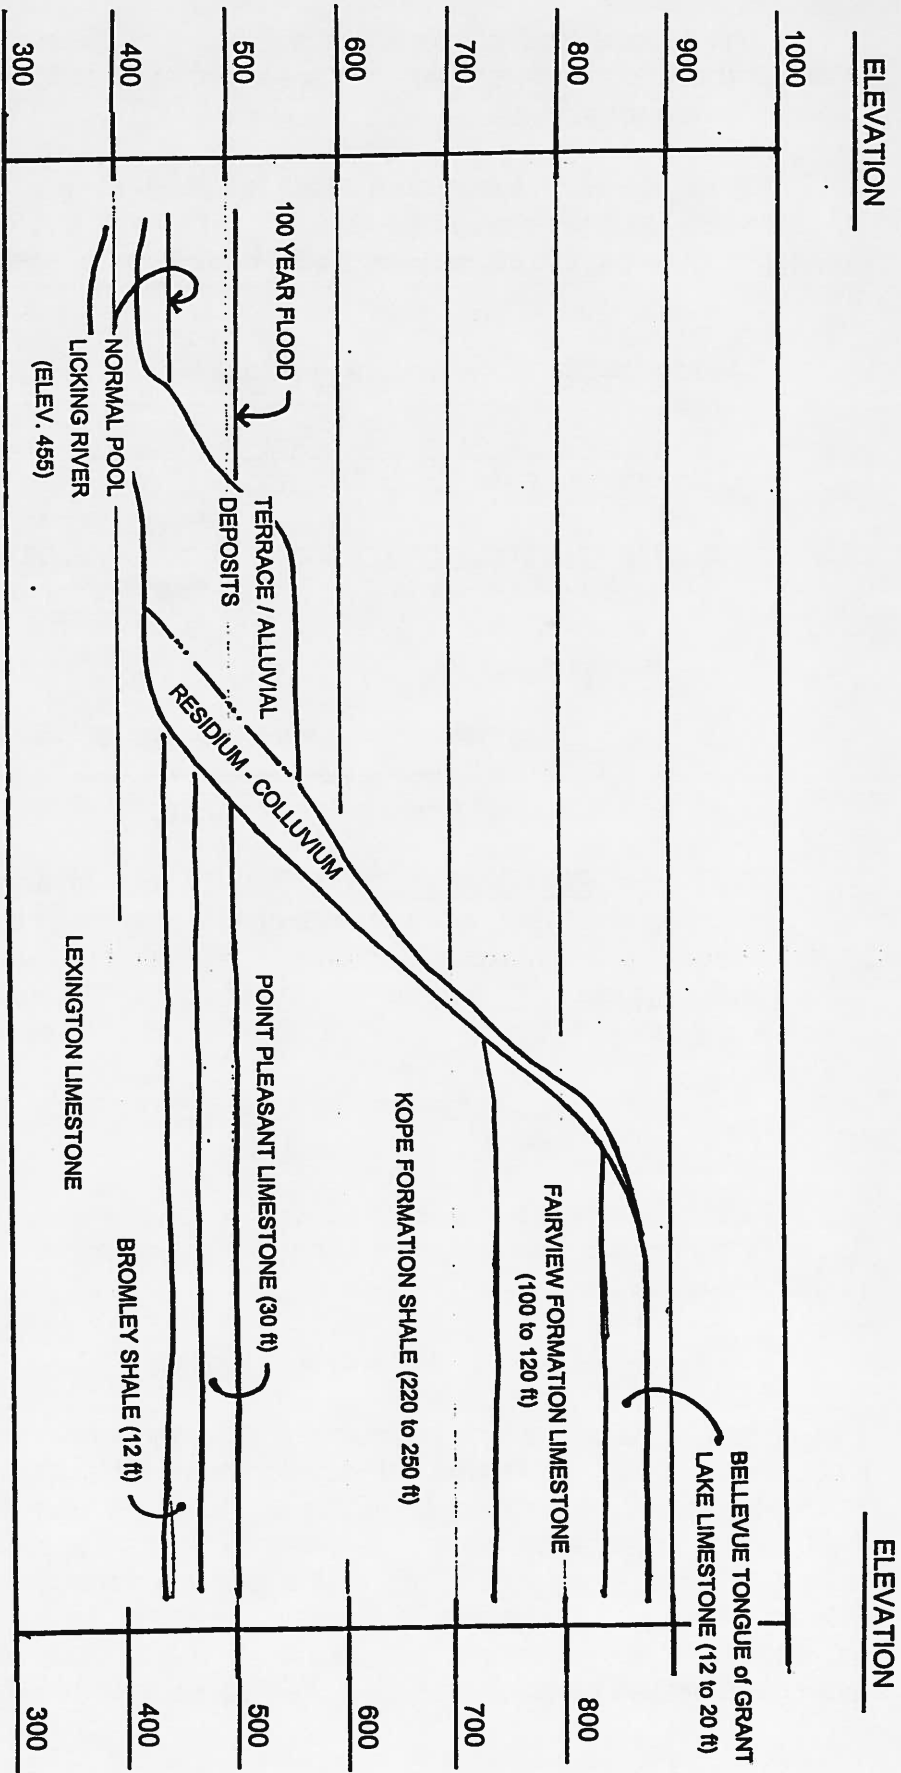 ELEVATION
ELEVATION
1000
900
800
700
600
500
400
300
800
700
600
500
400
300
100 YEAR FLOOD
NORMAL POOL
LICKING RIVER
(ELEV. 455)
TERRACE / ALLUVIAL
DEPOSITS
RESIDIUM - COLLUVIUM
BELLEVUE TONGUE of GRANT
LAKE LIMESTONE (12 to 20 ft)
FAIRVIEW FORMATION LIMESTONE
(100 to 120 ft)
KOPE FORMATION SHALE (220 to 250 ft)
POINT PLEASANT LIMESTONE (30 ft)
BROMLEY SHALE (12 ft)
LEXINGTON LIMESTONE